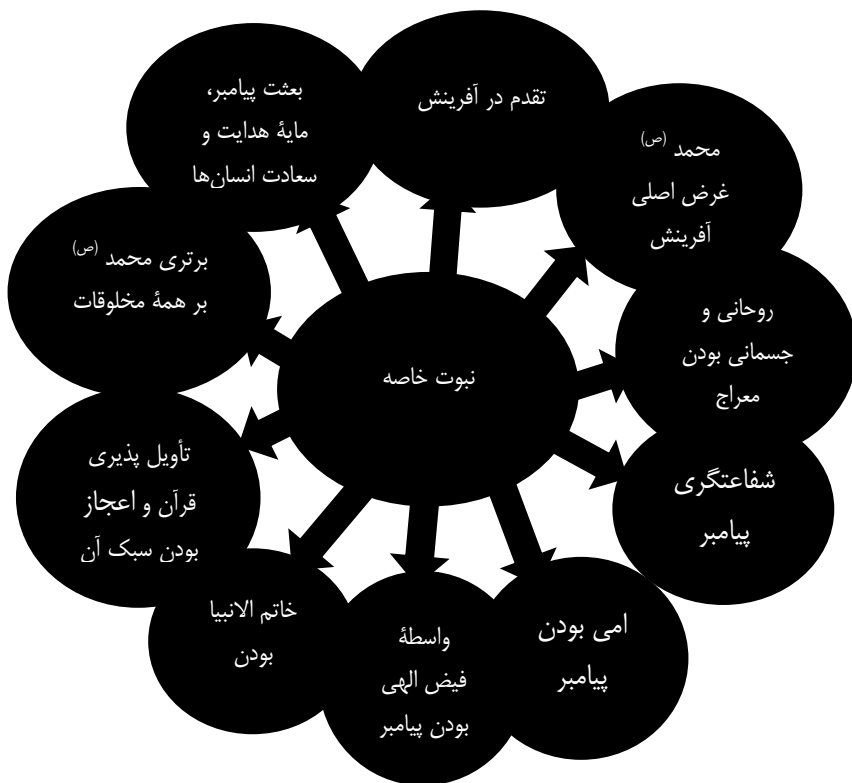 تقدم در آفرینش
محمد (ص)
غرض اصلی
آفرینش
روحانی و
جسمانی بودن
معراج
شفاعتگری
پیامبر
امی بودن
پیامبر
واسطهٔ
فیض الهی
بودن پیامبر
خاتم الانبیا
بودن
تأویل پذیری
قرآن و اعجاز
بودن سبک آن
برتری محمد (ص)
بر همهٔ مخلوقات
بعثت پیامبر،
مایهٔ هدایت و
سعادت انسان‌ها
نبوت خاصه